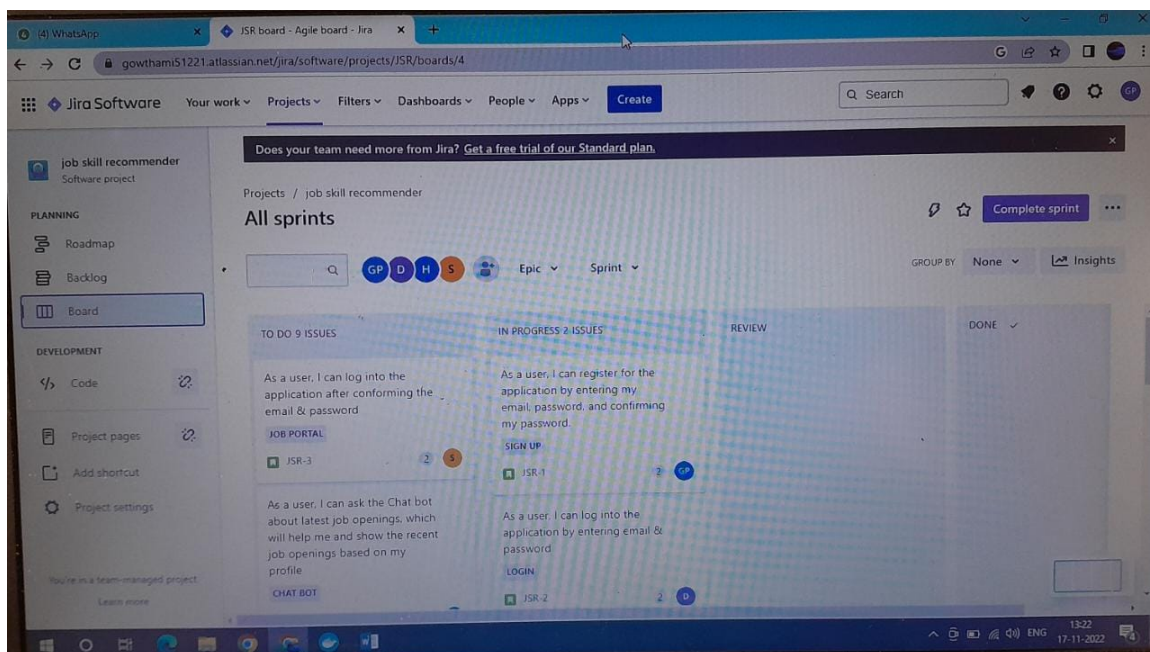 (4) WhatsApp
JSR board - Agile board - Jira
gowthami51221.atlassian.net/jira/software/projects/JSR/boards/4
Jira Software Your work Projects Filters Dashboards People Apps Create Search GP
Does your team need more from Jira? Get a free trial of our Standard plan.
job skill recommender
Software project
Projects / job skill recommender
All sprints
Complete sprint
PLANNING
Roadmap
Backlog
Board
DEVELOPMENT
Code
Project pages
Add shortcut
Project settings
You're in a team-managed project
Learn more
GP D H S Epic Sprint
GROUP BY None Insights
TO DO 9 ISSUES
As a user, I can log into the
application after conforming the
email & password
JOB PORTAL
JSR-3 2 S
As a user, I can ask the Chat bot
about latest job openings, which
will help me and show the recent
job openings based on my
profile
CHAT BOT
IN PROGRESS 2 ISSUES
As a user, I can register for the
application by entering my
email, password, and confirming
my password.
SIGN UP
JSR-1 2 GP
As a user, I can log into the
application by entering email &
password
LOGIN
JSR-2 2 D
REVIEW
DONE
ENG
13:22
17-11-2022